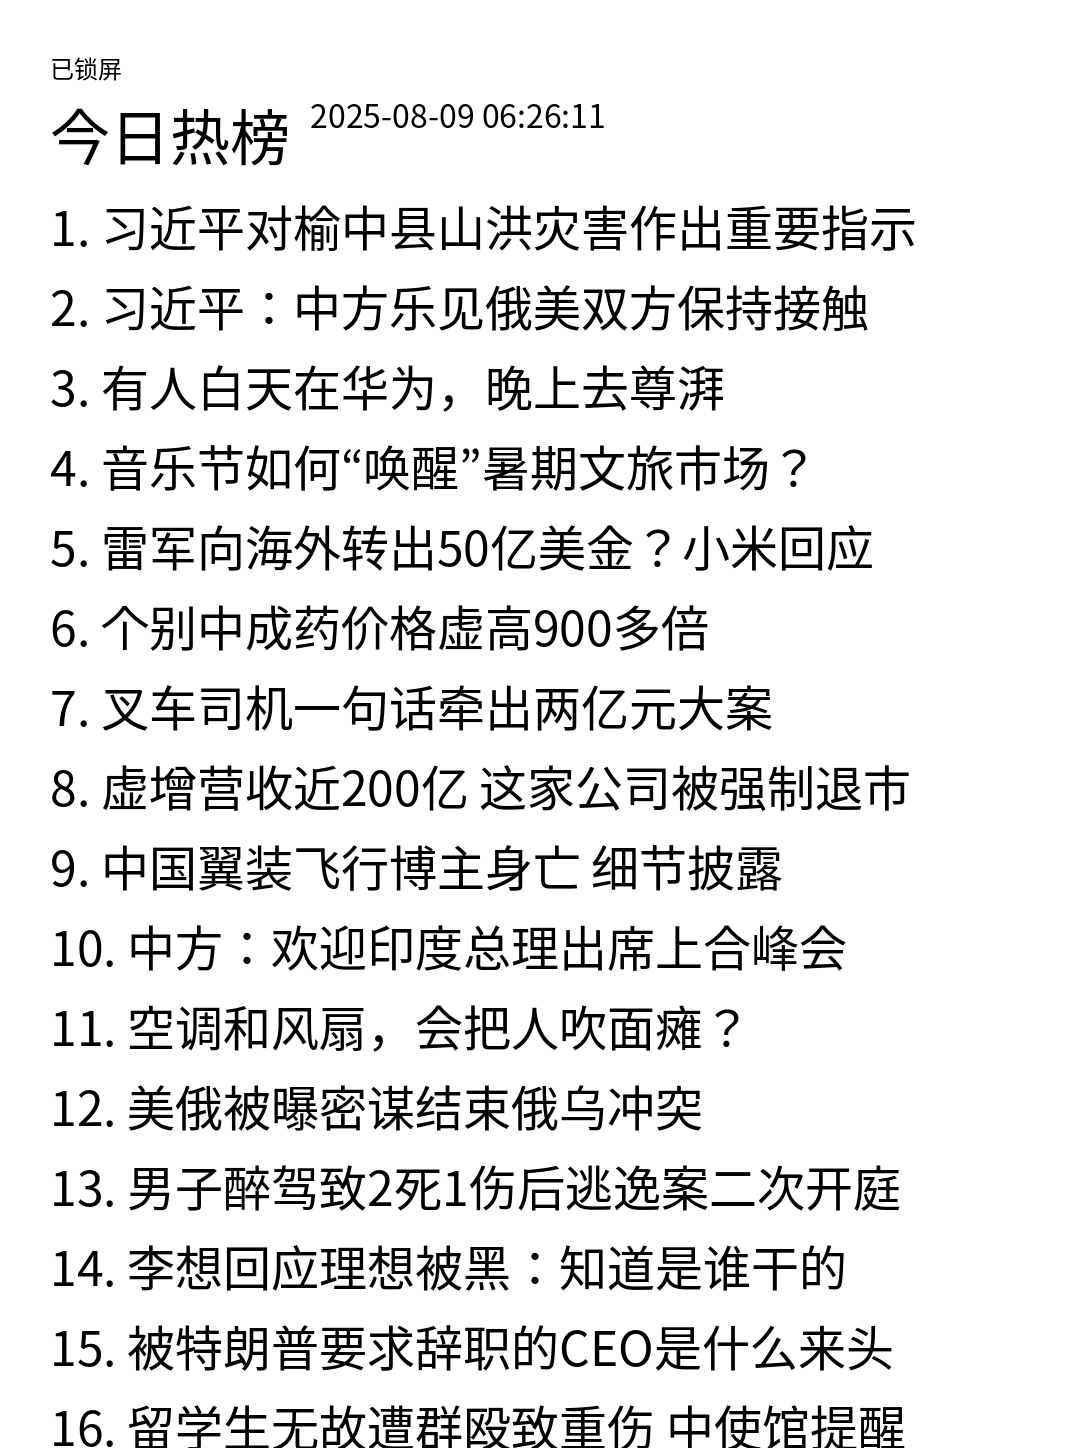 已锁屏
今日热榜 2025-08-09 06:26:11
1. 习近平对榆中县山洪灾害作出重要指示
2. 习近平：中方乐见俄美双方保持接触
3. 有人白天在华为，晚上去尊湃
4. 音乐节如何“唤醒”暑期文旅市场？
5. 雷军向海外转出50亿美金？小米回应
6. 个别中成药价格虚高900多倍
7. 叉车司机一句话牵出两亿元大案
8. 虚增营收近200亿 这家公司被强制退市
9. 中国翼装飞行博主身亡 细节披露
10. 中方：欢迎印度总理出席上合峰会
11. 空调和风扇，会把人吹面瘫？
12. 美俄被曝密谋结束俄乌冲突
13. 男子醉驾致2死1伤后逃逸案二次开庭
14. 李想回应理想被黑：知道是谁干的
15. 被特朗普要求辞职的CEO是什么来头
16. 留学生无故遭群殴致重伤 中使馆提醒